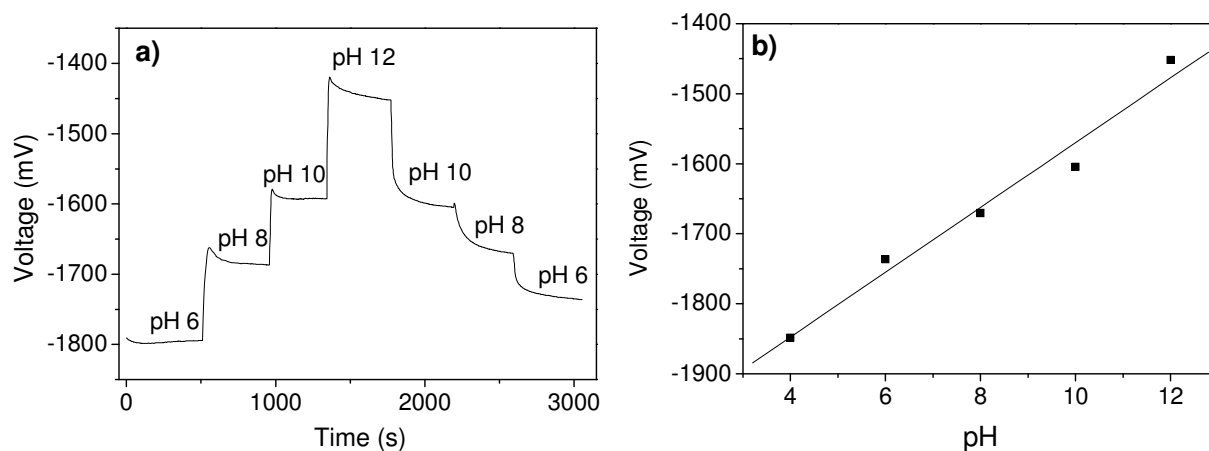 a)
Voltage (mV)
-1400
-1500
-1600
-1700
-1800
pH 6
pH 8
pH 10
pH 12
pH 10
pH 8
pH 6
0
1000
2000
3000
Time (s)
b)
Voltage (mV)
-1400
-1500
-1600
-1700
-1800
-1900
4
6
8
10
12
pH